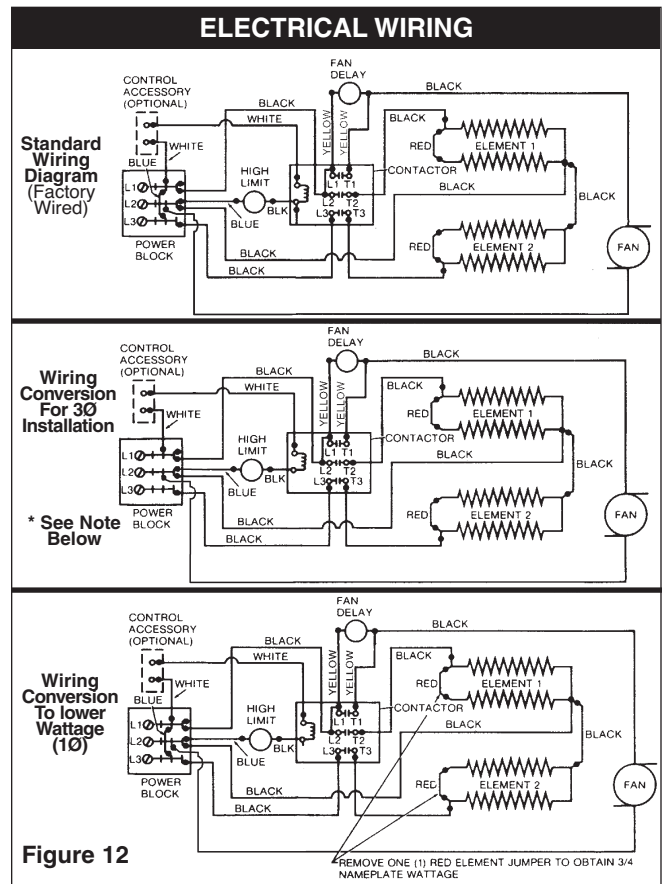 ELECTRICAL WIRING
Standard
Wiring
Diagram
(Factory
Wired)
CONTROL
ACCESSORY
(OPTIONAL)
FAN
DELAY
BLACK
BLACK
WHITE
YELLOW
YELLOW
BLACK
RED
ELEMENT 1
WHITE
BLUE
HIGH
LIMIT
CONTACTOR
L1
L2
L3
L1 T1
L2 T2
L3 T3
BLK
BLUE
BLACK
BLACK
POWER
BLOCK
BLACK
BLACK
RED
ELEMENT 2
FAN
Wiring
Conversion
For 3Ø
Installation
* See Note
Below
CONTROL
ACCESSORY
(OPTIONAL)
FAN
DELAY
BLACK
BLACK
WHITE
YELLOW
YELLOW
BLACK
RED
ELEMENT 1
WHITE
HIGH
LIMIT
CONTACTOR
L1
L2
L3
L1 T1
L2 T2
L3 T3
BLK
BLUE
BLACK
BLACK
POWER
BLOCK
BLACK
BLACK
RED
ELEMENT 2
FAN
Wiring
Conversion
To lower
Wattage
(1Ø)
CONTROL
ACCESSORY
(OPTIONAL)
FAN
DELAY
BLACK
BLACK
WHITE
YELLOW
YELLOW
BLACK
RED
ELEMENT 1
WHITE
BLUE
HIGH
LIMIT
CONTACTOR
L1
L2
L3
L1 T1
L2 T2
L3 T3
BLK
BLUE
BLACK
BLACK
POWER
BLOCK
BLACK
BLACK
RED
ELEMENT 2
FAN
Figure 12
REMOVE ONE (1) RED ELEMENT JUMPER TO OBTAIN 3/4
NAMEPLATE WATTAGE